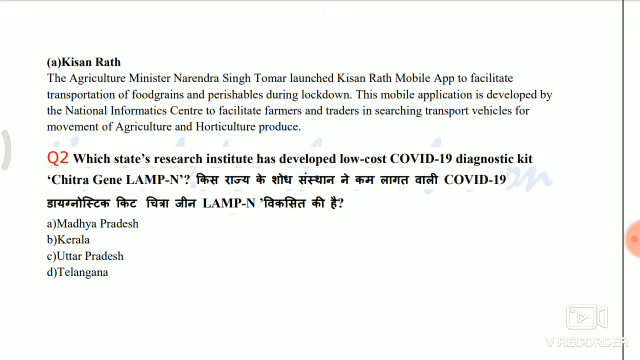 (a)Kisan Rath
The Agriculture Minister Narendra Singh Tomar launched Kisan Rath Mobile App to facilitate
transportation of foodgrains and perishables during lockdown. This mobile application is developed by
the National Informatics Centre to facilitate farmers and traders in searching transport vehicles for
movement of Agriculture and Horticulture produce.
Q2 Which state's research institute has developed low-cost COVID-19 diagnostic kit
‘Chitra Gene LAMP-N’? किस राज्य के शोध संस्थान ने कम लागत वाली COVID-19
डायग्नोस्टिक किट चित्रा जीन LAMP-N ’विकसित की है?
a)Madhya Pradesh
b)Kerala
c)Uttar Pradesh
d)Telangana
V RECORDER